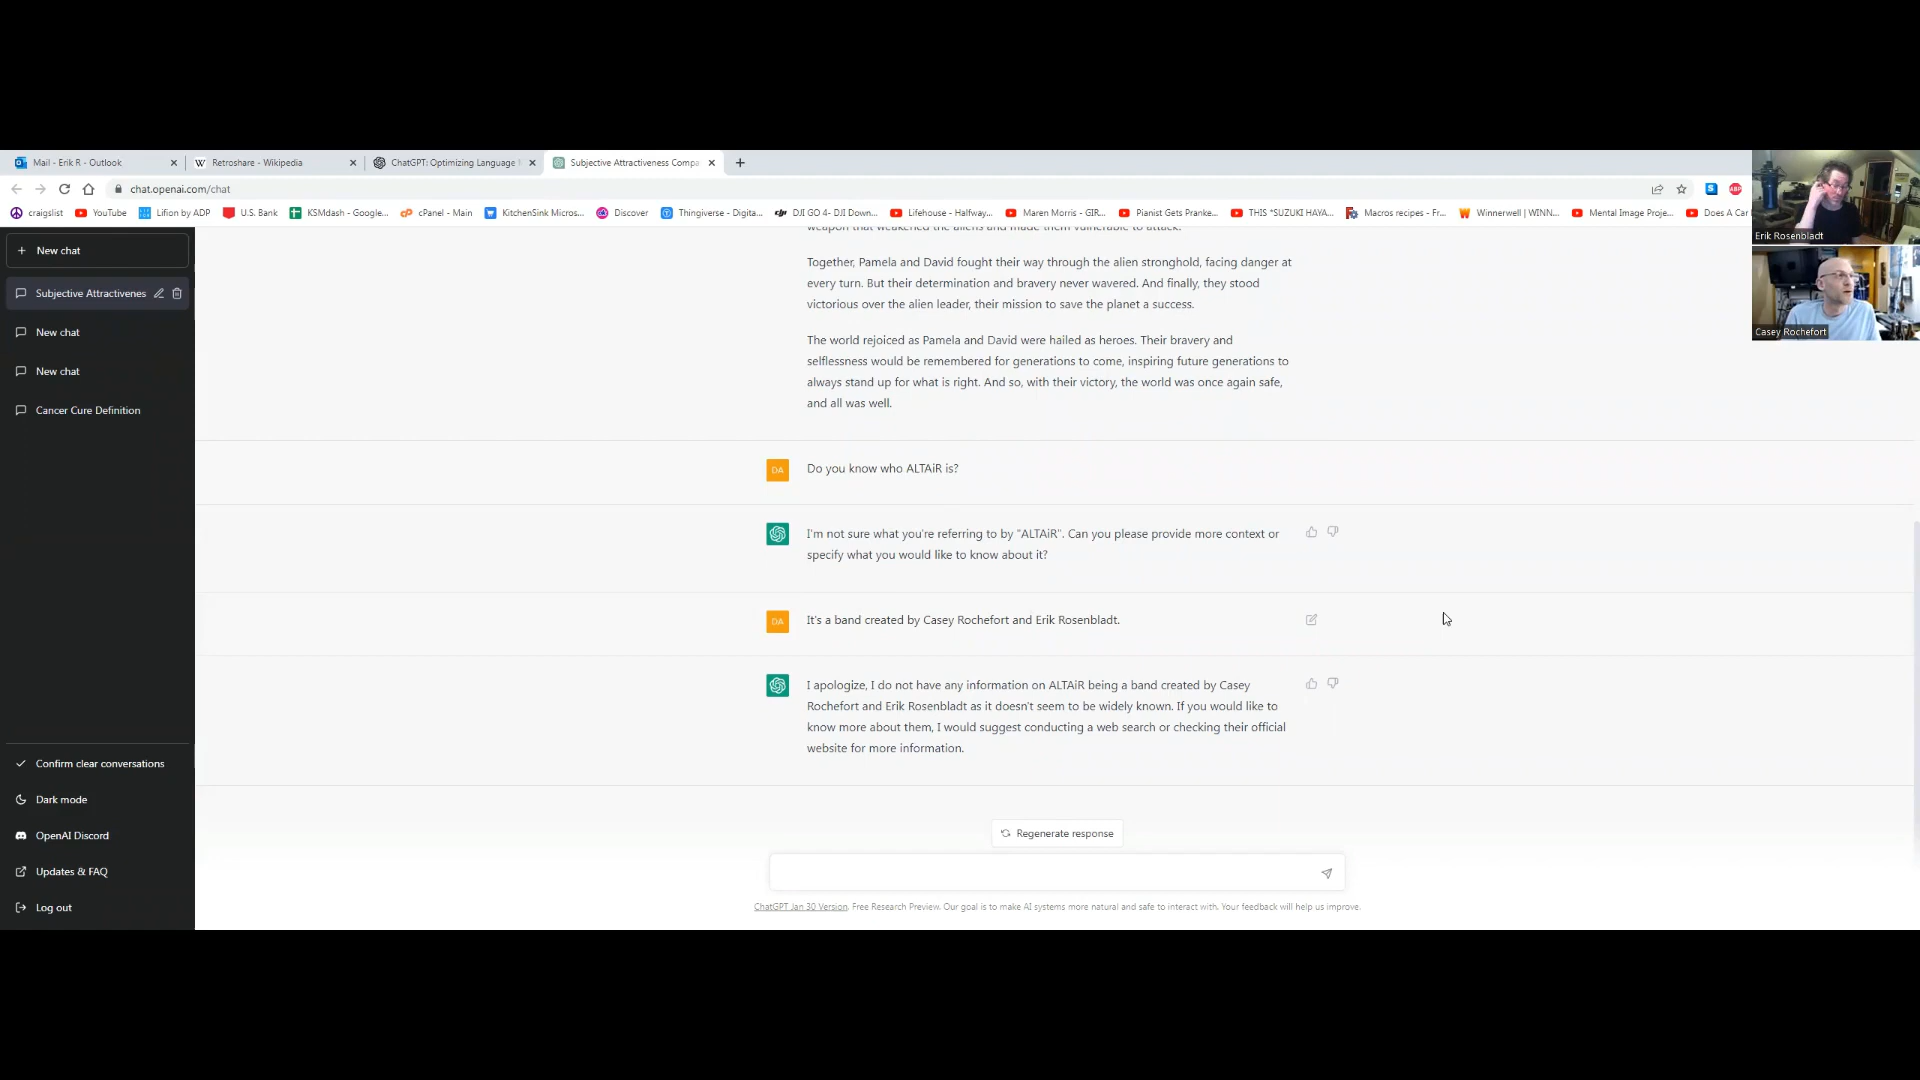 Mail - Erik R - Outlook
Retroshare - Wikipedia
ChatGPT: Optimizing Language
Subjective Attractiveness Compa
chat.openai.com/chat
craigslist
YouTube
Lifion by ADP
U.S. Bank
KSMdash - Google...
cPanel - Main
KitchenSink Micros...
Discover
Thingiverse - Digita...
DJI GO 4- DJI Down...
Lifehouse - Halfway...
Maren Morris - GIR...
Pianist Gets Pranke...
THIS *SUZUKI HAYA...
Macros recipes - Fr...
Winnerwell | WINN...
Mental Image Proje...
Does A Car
Erik Rosenbladt
Casey Rochefort
New chat
Subjective Attractivenes
New chat
New chat
Cancer Cure Definition
Confirm clear conversations
Dark mode
OpenAI Discord
Updates & FAQ
Log out
weapon that weakened the aliens and made them vulnerable to attack.
Together, Pamela and David fought their way through the alien stronghold, facing danger at
every turn. But their determination and bravery never wavered. And finally, they stood
victorious over the alien leader, their mission to save the planet a success.
The world rejoiced as Pamela and David were hailed as heroes. Their bravery and
selflessness would be remembered for generations to come, inspiring future generations to
always stand up for what is right. And so, with their victory, the world was once again safe,
and all was well.
DA
Do you know who ALTAiR is?
I'm not sure what you're referring to by "ALTAiR". Can you please provide more context or
specify what you would like to know about it?
DA
It's a band created by Casey Rochefort and Erik Rosenbladt.
I apologize, I do not have any information on ALTAiR being a band created by Casey
Rochefort and Erik Rosenbladt as it doesn't seem to be widely known. If you would like to
know more about them, I would suggest conducting a web search or checking their official
website for more information.
Regenerate response
ChatGPT Jan 30 Version. Free Research Preview. Our goal is to make AI systems more natural and safe to interact with. Your feedback will help us improve.